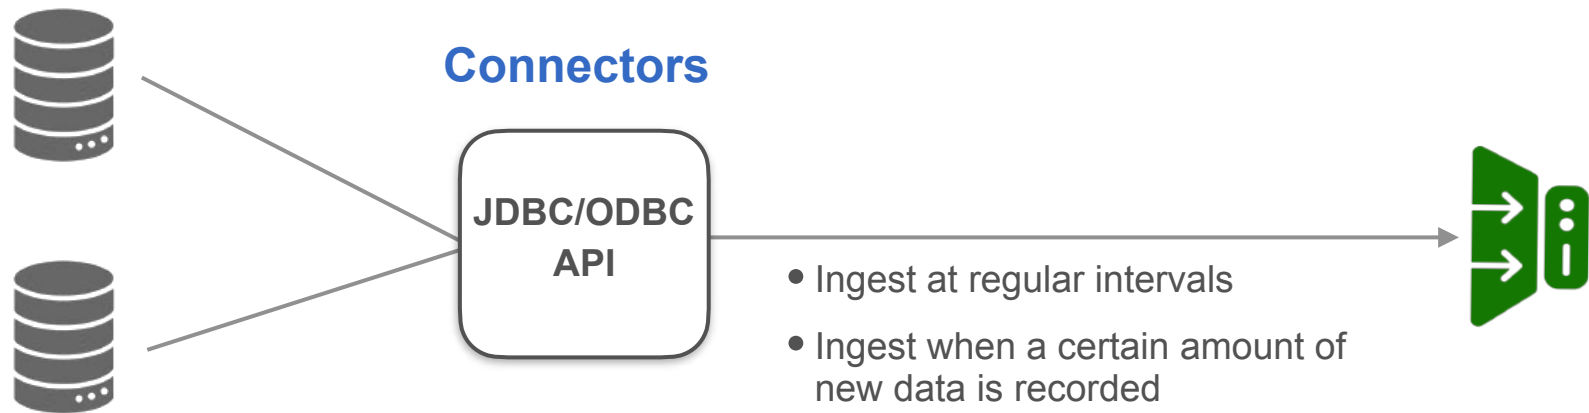 Connectors
JDBC/ODBC
API
• Ingest at regular intervals
• Ingest when a certain amount of
new data is recorded